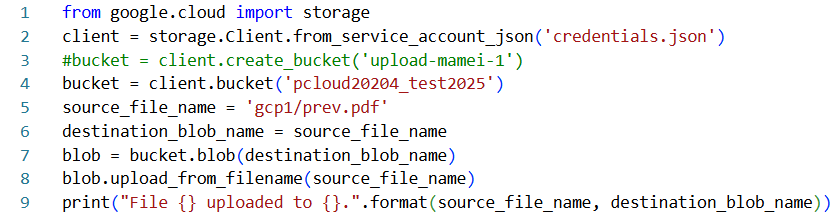 1 from google.cloud import storage
2 client = storage.Client.from_service_account_json('credentials.json')
3 #bucket = client.create_bucket('upload-mamei-1')
4 bucket = client.bucket('pcloud20204_test2025')
5 source_file_name = 'gcp1/prev.pdf'
6 destination_blob_name = source_file_name
7 blob = bucket.blob(destination_blob_name)
8 blob.upload_from_filename(source_file_name)
9 print("File {} uploaded to {}.".format(source_file_name, destination_blob_name))